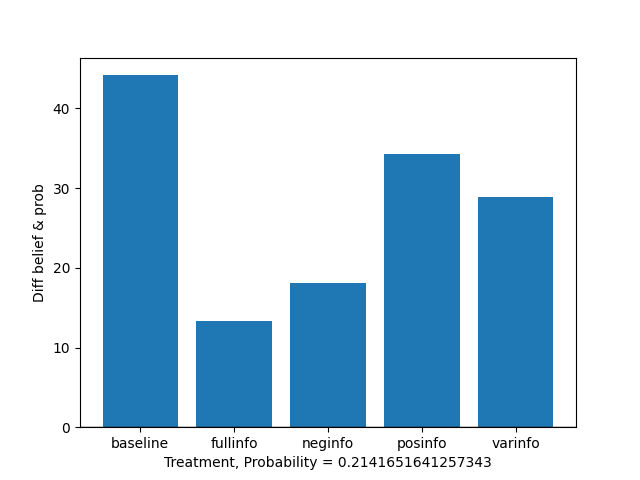 40
30
20
10
0
Diff belief & prob
baseline fullinfo neginfo posinfo varinfo
Treatment, Probability = 0.2141651641257343